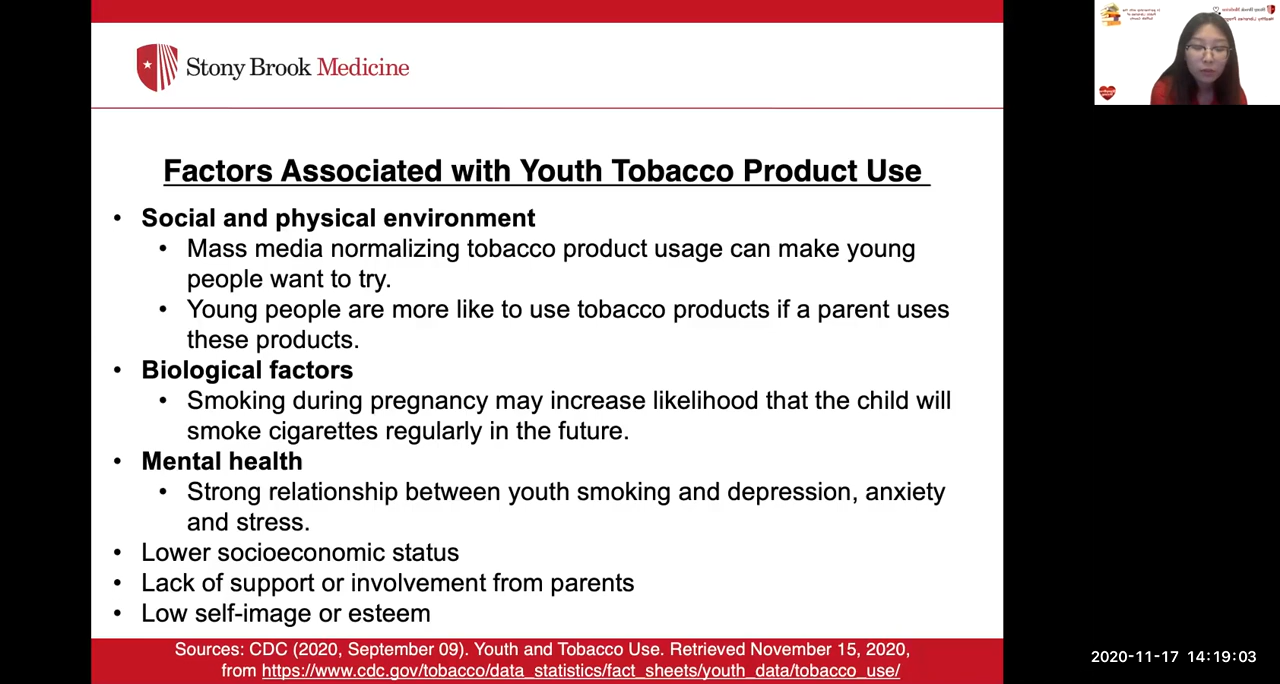 Stony Brook Medicine
Factors Associated with Youth Tobacco Product Use
• Social and physical environment
• Mass media normalizing tobacco product usage can make young
people want to try.
• Young people are more like to use tobacco products if a parent uses
these products.
• Biological factors
• Smoking during pregnancy may increase likelihood that the child will
smoke cigarettes regularly in the future.
• Mental health
• Strong relationship between youth smoking and depression, anxiety
and stress.
• Lower socioeconomic status
• Lack of support or involvement from parents
• Low self-image or esteem
Sources: CDC (2020, September 09). Youth and Tobacco Use. Retrieved November 15, 2020,
from https://www.cdc.gov/tobacco/data_statistics/fact_sheets/youth_data/tobacco_use/
2020-11-17 14:19:03